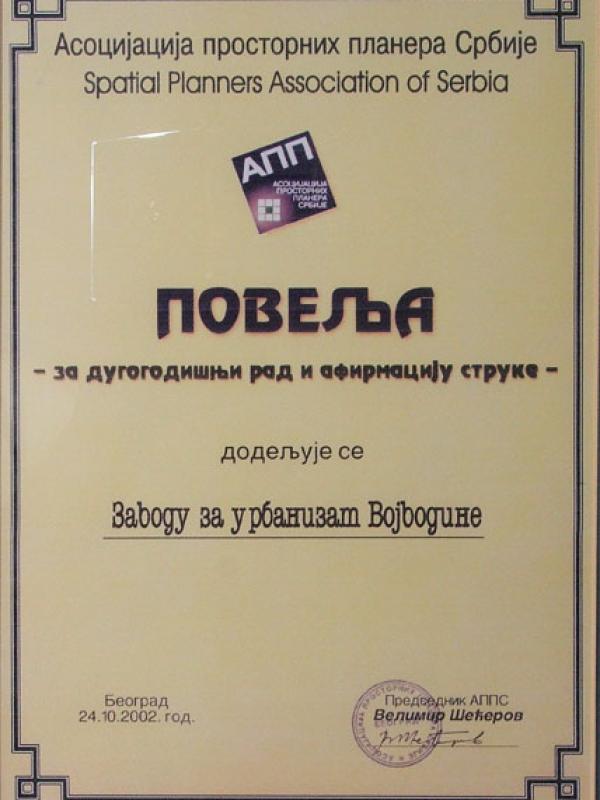 Асоцијација просторних планера Србије
Spatial Planners Association of Serbia
АПП
АСОЦИЈАЦИЈА
ПРОСТОРНИХ
ПЛАНЕРА
СРБИЈЕ
ПОВЕЉА
– за дугогодишњи рад и афирмацију струке –
додељује се
Заводу за урбанизат Војводине
Београд
24.10.2002. год.
Председник АППС
Велимир Шећеров